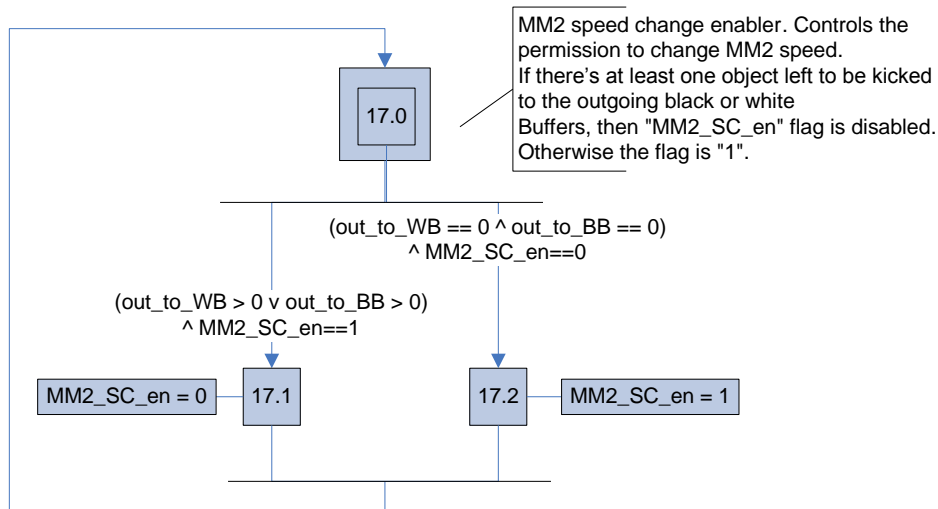 MM2 speed change enabler. Controls the
permission to change MM2 speed.
If there's at least one object left to be kicked
to the outgoing black or white
Buffers, then "MM2_SC_en" flag is disabled.
Otherwise the flag is "1".
17.0
(out_to_WB == 0 ^ out_to_BB == 0)
^ MM2_SC_en==0
(out_to_WB > 0 v out_to_BB > 0)
^ MM2_SC_en==1
MM2_SC_en = 0
17.1
17.2
MM2_SC_en = 1